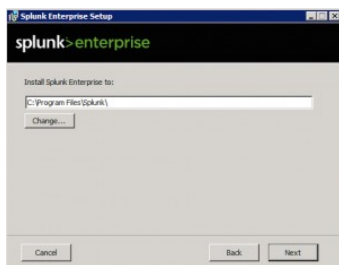 Splunk Enterprise Setup
splunk>enterprise
Install Splunk Enterprise to:
C:\Program Files\Splunk\
Change...
Cancel Back Next